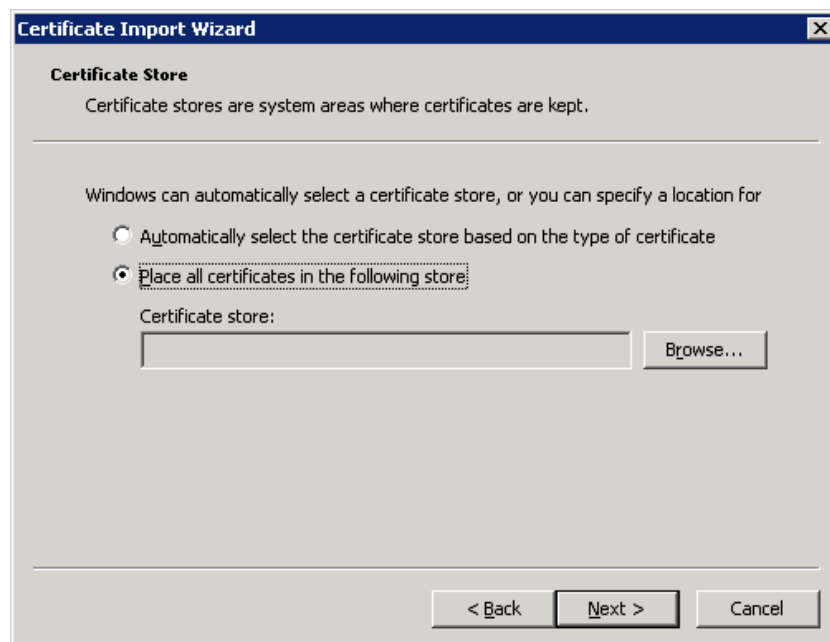 Certificate Import Wizard
Certificate Store
Certificate stores are system areas where certificates are kept.
Windows can automatically select a certificate store, or you can specify a location for
Automatically select the certificate store based on the type of certificate
Place all certificates in the following store
Certificate store:
Browse...
< Back
Next >
Cancel